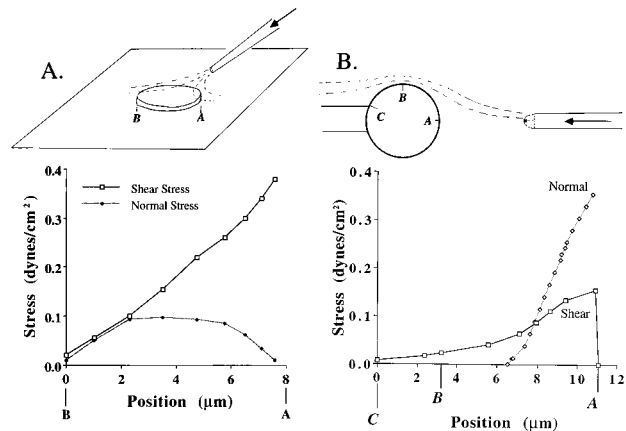 A.
B.
B
A
C
B
A
Stress (dynes/cm²)
0.4
0.3
0.2
0.1
0.0
Shear Stress
Normal Stress
0
2
4
6
8
Position (μm)
B
A
Stress (dynes/cm²)
0.4
0.3
0.2
0.1
0.0
Normal
Shear
0
2
4
6
8
10
12
B
A
C
Position (μm)